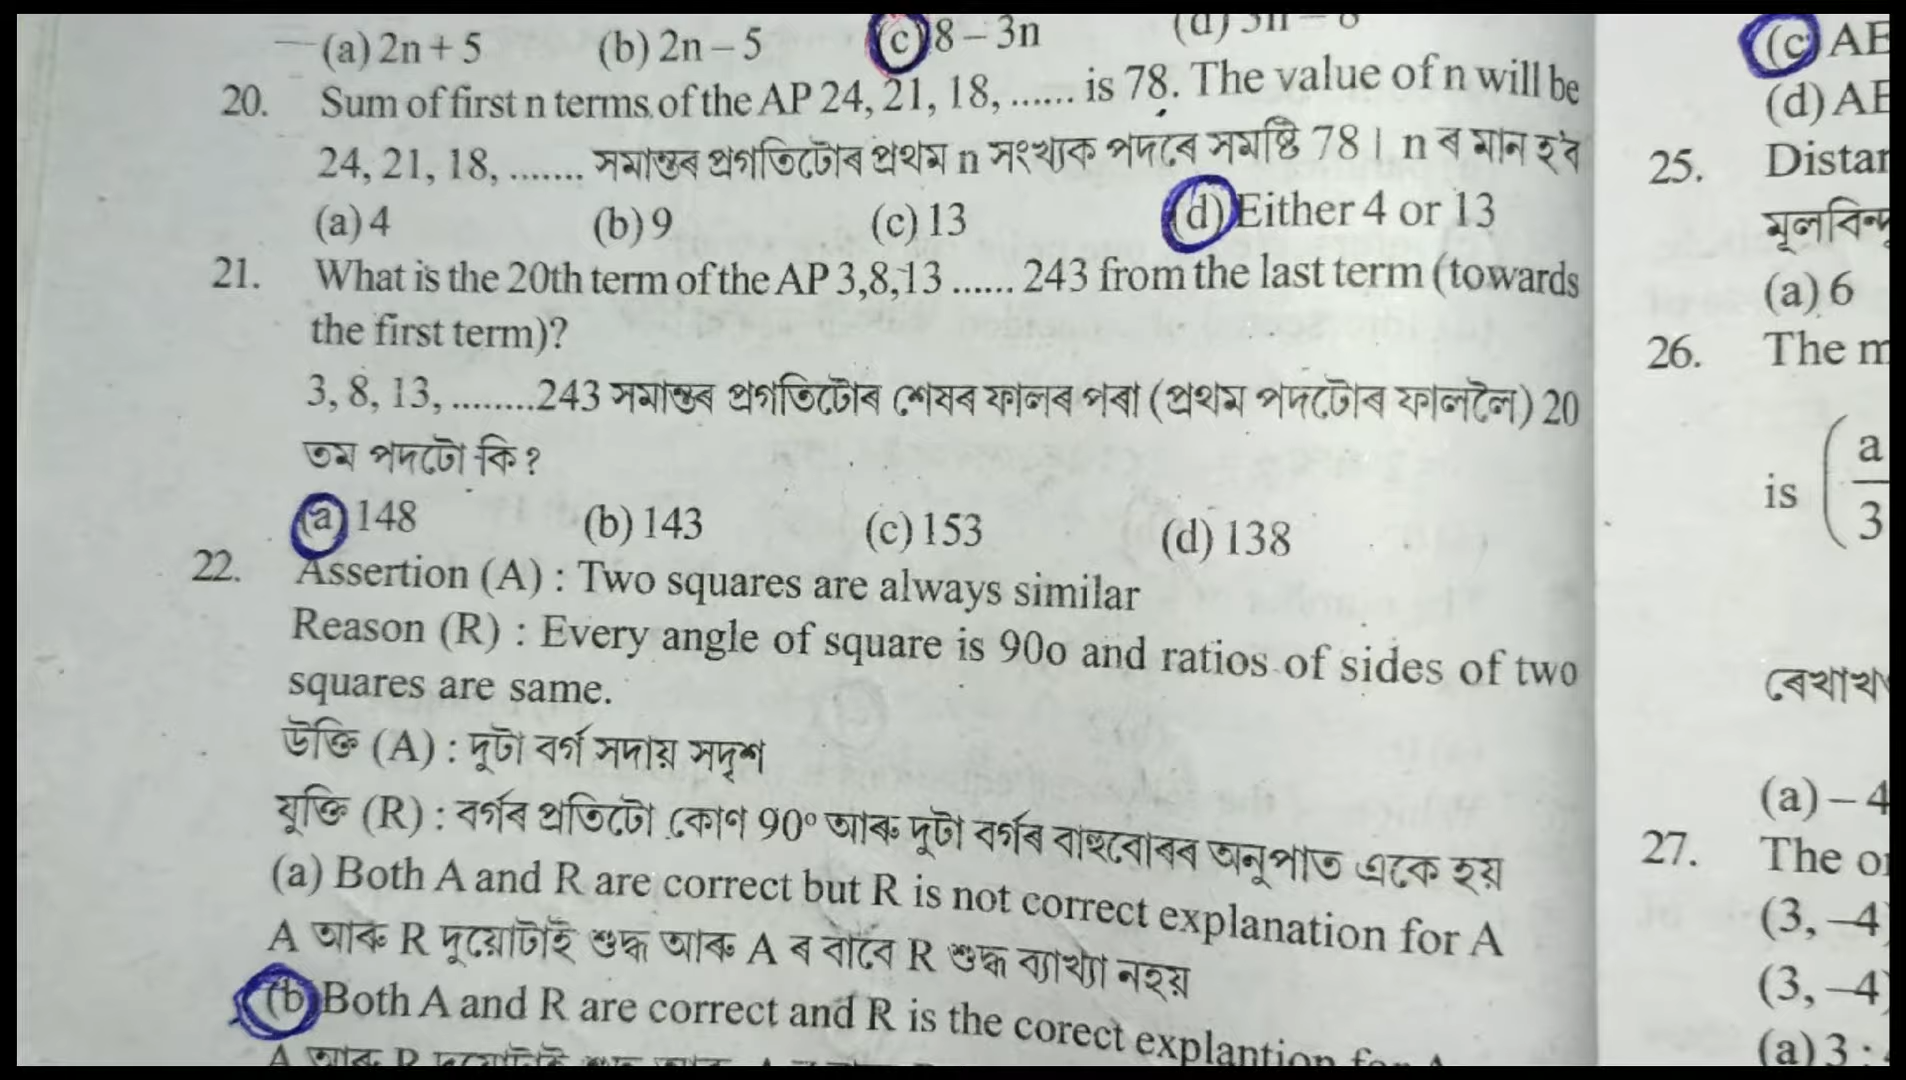 (a) 2n + 5 (b) 2n – 5 (c) 8 – 3n (d) 3n –
20. Sum of first n terms of the AP 24, 21, 18, ...... is 78. The value of n will be
24, 21, 18, ....... সমান্তৰ প্ৰগতিটোৰ প্ৰথম n সংখ্যক পদৰে সমষ্টি 78। n ৰ মান হ'ব
(a) 4 (b) 9 (c) 13 (d) Either 4 or 13
21. What is the 20th term of the AP 3,8,13 ...... 243 from the last term (towards
the first term)?
3, 8, 13, ........243 সমান্তৰ প্ৰগতিটোৰ শেষৰ ফালৰ পৰা (প্ৰথম পদটোৰ ফাললৈ) 20
তম পদটো কি ?
(a) 148 (b) 143 (c) 153 (d) 138
22. Assertion (A) : Two squares are always similar
Reason (R) : Every angle of square is 90o and ratios of sides of two
squares are same.
উক্তি (A) : দুটা বৰ্গ সদায় সদৃশ
যুক্তি (R) : বৰ্গৰ প্ৰতিটো কোণ 90° আৰু দুটা বৰ্গৰ বাহুবোৰৰ অনুপাত একে হয়
(a) Both A and R are correct but R is not correct explanation for A
A আৰু R দুয়োটাই শুদ্ধ আৰু A ৰ বাবে R শুদ্ধ ব্যাখ্যা নহয়
(b) Both A and R are correct and R is the corect explantion for A
(c) AE
(d) AE
25. Distan
মূলবিন্দু
(a) 6
26. The m
is (a/3
ৰেখাখ
(a) – 4
27. The or
(3, –4)
(3, –4)
(a) 3 :